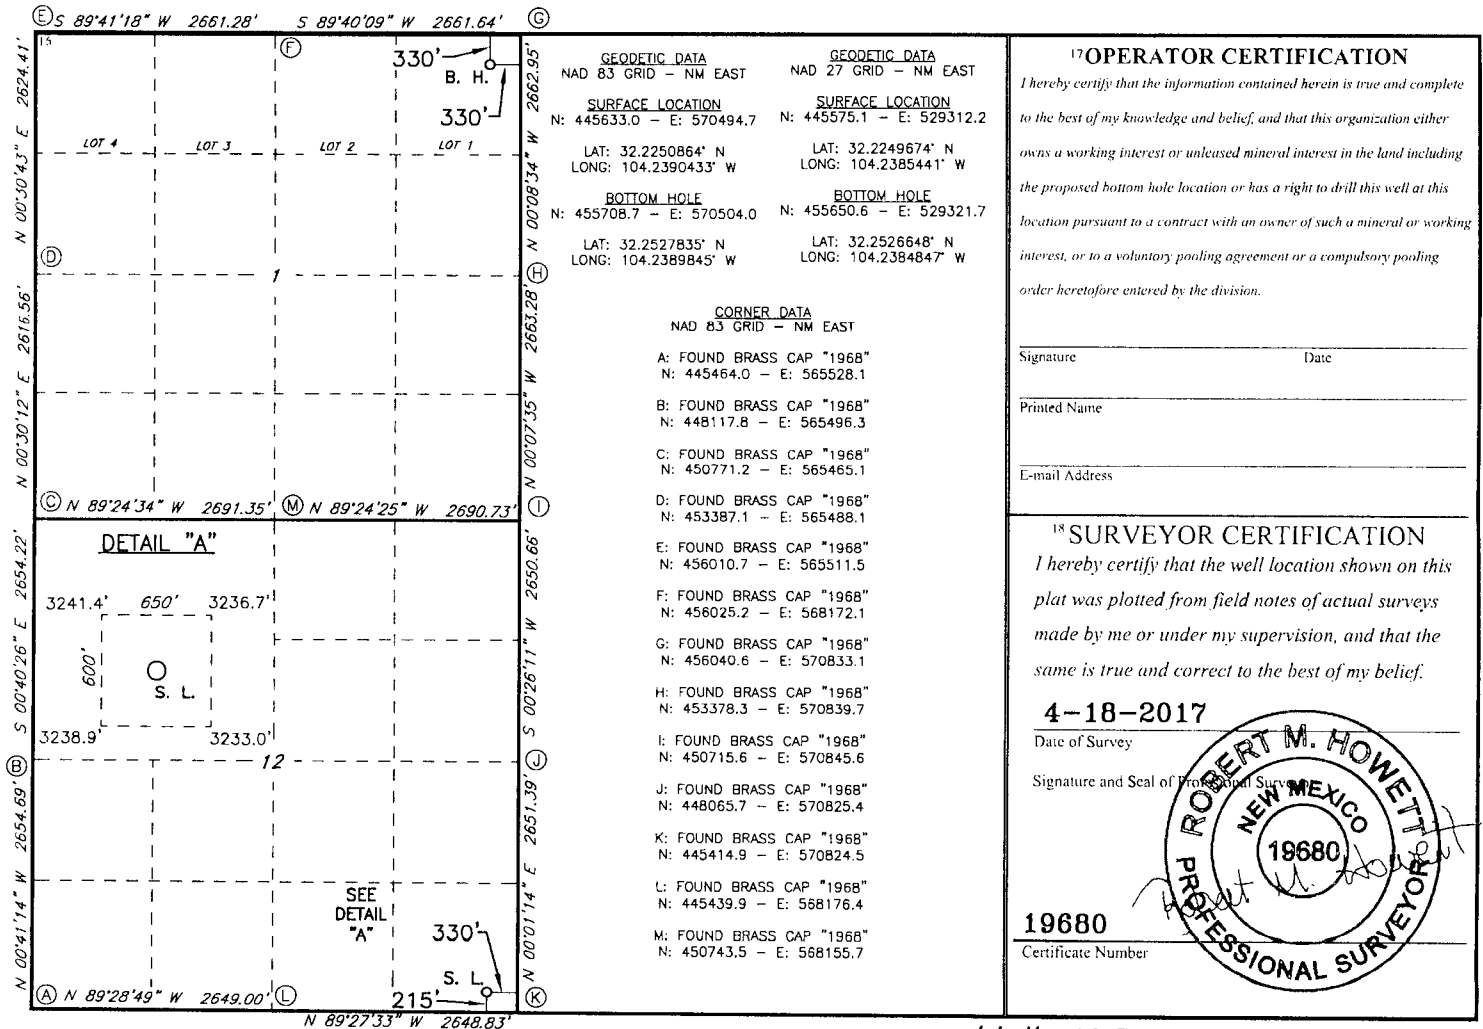 E S 89°41'18" W 2661.28' S 89°40'09" W 2661.64' G
N 00°30'43" E 2624.41'
15
F
330'
B. H.
330'
N 00°08'34" W 2662.95'
LOT 4 LOT 3 LOT 2 LOT 1
D
1
H
N 00°30'12" E 2616.56'
N 00°07'35" W 2663.28'
C N 89°24'34" W 2691.35' M N 89°24'25" W 2690.73' I
DETAIL "A"
3241.4' 650' 3236.7'
600'
S. L.
3238.9' 3233.0'
S 00°40'26" E 2654.22'
S 00°26'11" W 2650.66'
B
12
J
N 00°41'14" W 2654.69'
N 00°01'14" E 2651.39'
SEE
DETAIL
"A"
330'
S. L.
215'
A N 89°28'49" W 2649.00' L
K
N 89°27'33" W 2648.83'
GEODETIC DATA
NAD 83 GRID – NM EAST
SURFACE LOCATION
N: 445633.0 – E: 570494.7
LAT: 32.2250864° N
LONG: 104.2390433° W
BOTTOM HOLE
N: 455708.7 – E: 570504.0
LAT: 32.2527835° N
LONG: 104.2389845° W
GEODETIC DATA
NAD 27 GRID – NM EAST
SURFACE LOCATION
N: 445575.1 – E: 529312.2
LAT: 32.2249674° N
LONG: 104.2385441° W
BOTTOM HOLE
N: 455650.6 – E: 529321.7
LAT: 32.2526648° N
LONG: 104.2384847° W
CORNER DATA
NAD 83 GRID – NM EAST
A: FOUND BRASS CAP "1968"
N: 445464.0 – E: 565528.1
B: FOUND BRASS CAP "1968"
N: 448117.8 – E: 565496.3
C: FOUND BRASS CAP "1968"
N: 450771.2 – E: 565465.1
D: FOUND BRASS CAP "1968"
N: 453387.1 – E: 565488.1
E: FOUND BRASS CAP "1968"
N: 456010.7 – E: 565511.5
F: FOUND BRASS CAP "1968"
N: 456025.2 – E: 568172.1
G: FOUND BRASS CAP "1968"
N: 456040.6 – E: 570833.1
H: FOUND BRASS CAP "1968"
N: 453378.3 – E: 570839.7
I: FOUND BRASS CAP "1968"
N: 450715.6 – E: 570845.6
J: FOUND BRASS CAP "1968"
N: 448065.7 – E: 570825.4
K: FOUND BRASS CAP "1968"
N: 445414.9 – E: 570824.5
L: FOUND BRASS CAP "1968"
N: 445439.9 – E: 568176.4
M: FOUND BRASS CAP "1968"
N: 450743.5 – E: 568155.7
17 OPERATOR CERTIFICATION
I hereby certify that the information contained herein is true and complete
to the best of my knowledge and belief, and that this organization either
owns a working interest or unleased mineral interest in the land including
the proposed bottom hole location or has a right to drill this well at this
location pursuant to a contract with an owner of such a mineral or working
interest, or to a voluntary pooling agreement or a compulsory pooling
order heretofore entered by the division.
Signature Date
Printed Name
E-mail Address
18 SURVEYOR CERTIFICATION
I hereby certify that the well location shown on this
plat was plotted from field notes of actual surveys
made by me or under my supervision, and that the
same is true and correct to the best of my belief.
4-18-2017
Date of Survey
Signature and Seal of Professional Surveyor
ROBERT M. HOWETT
NEW MEXICO
19680
PROFESSIONAL SURVEYOR
Robert M. Howett
19680
Certificate Number